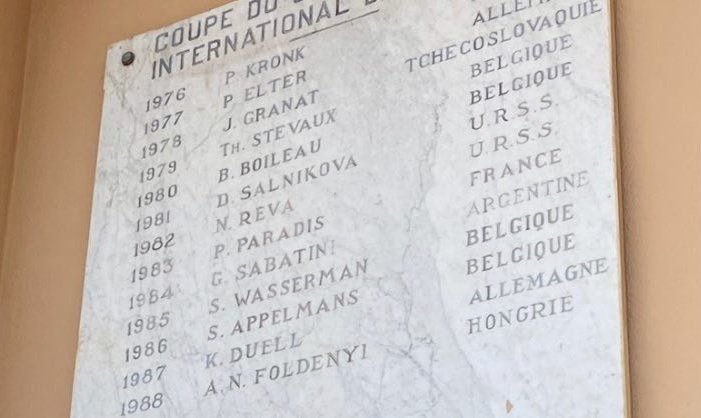 COUPE DU
INTERNATIONAL
1976 P. KRONK
1977 P. ELTER
1978 J. GRANAT TCHECOSLOVAQUIE
1979 TH. STEVAUX BELGIQUE
1980 B. BOILEAU BELGIQUE
1981 D. SALNIKOVA U.R.S.S.
1982 N. REVA U.R.S.S.
1983 P. PARADIS FRANCE
1984 G. SABATINI ARGENTINE
1985 S. WASSERMAN BELGIQUE
1986 S. APPELMANS BELGIQUE
1987 K. DUELL ALLEMAGNE
1988 A.N. FOLDENYI HONGRIE